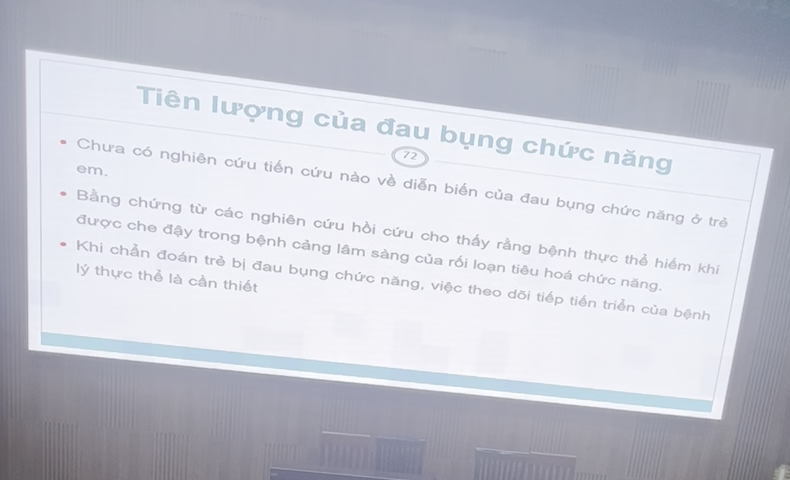 Tiên lượng của đau bụng chức năng
72
• Chưa có nghiên cứu tiến cứu nào về diễn biến của đau bụng chức năng ở trẻ
em.
• Bằng chứng từ các nghiên cứu hồi cứu cho thấy rằng bệnh thực thể hiếm khi
được che đậy trong bệnh cảng lâm sàng của rối loạn tiêu hoá chức năng.
• Khi chẩn đoán trẻ bị đau bụng chức năng, việc theo dõi tiếp tiến triển của bệnh
lý thực thể là cần thiết